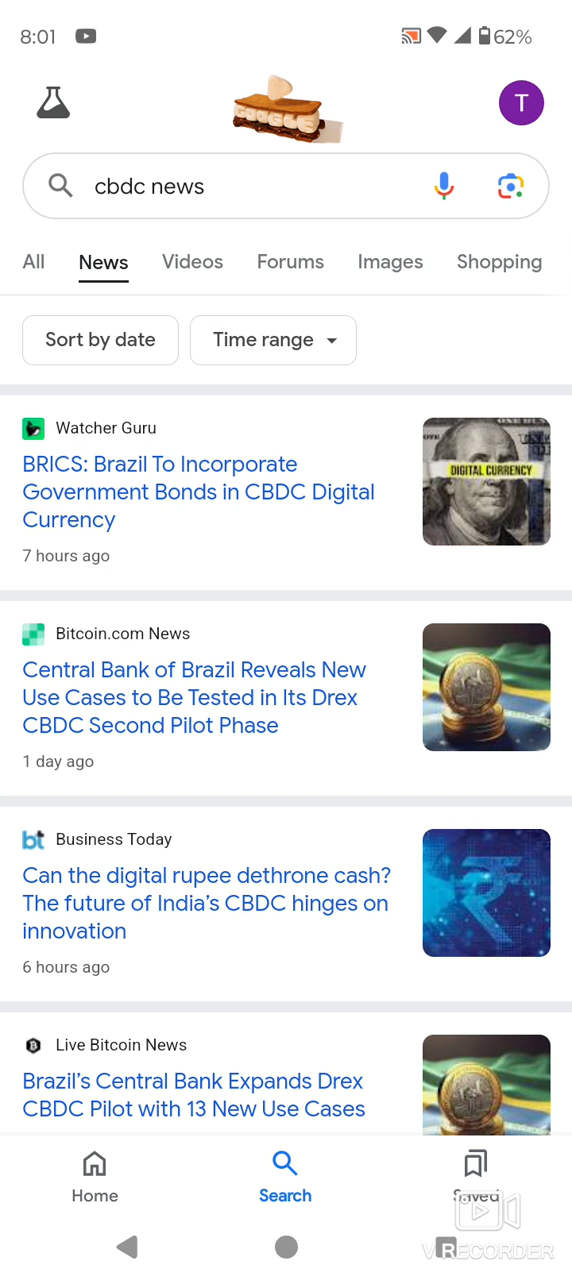 8:01 62%
GOOGLE
T
cbdc news
All News Videos Forums Images Shopping
Sort by date Time range
Watcher Guru
BRICS: Brazil To Incorporate
Government Bonds in CBDC Digital
Currency
7 hours ago
DIGITAL CURRENCY
Bitcoin.com News
Central Bank of Brazil Reveals New
Use Cases to Be Tested in Its Drex
CBDC Second Pilot Phase
1 day ago
bt Business Today
Can the digital rupee dethrone cash?
The future of India's CBDC hinges on
innovation
6 hours ago
Live Bitcoin News
Brazil's Central Bank Expands Drex
CBDC Pilot with 13 New Use Cases
Home Search Saved
VRECORDER